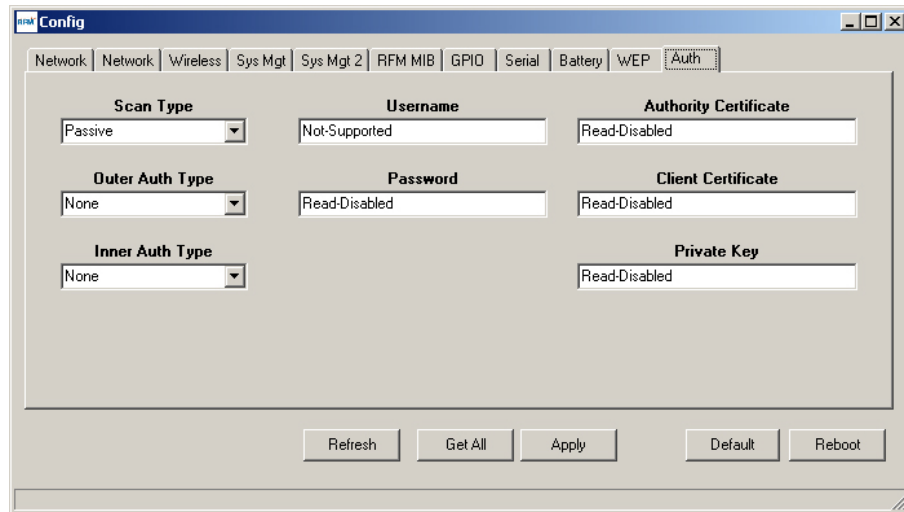 RFM Config
Network Network Wireless Sys Mgt Sys Mgt 2 RFM MIB GPIO Serial Battery WEP Auth
Scan Type Username Authority Certificate
Passive Not-Supported Read-Disabled
Outer Auth Type Password Client Certificate
None Read-Disabled Read-Disabled
Inner Auth Type Private Key
None Read-Disabled
Refresh Get All Apply Default Reboot